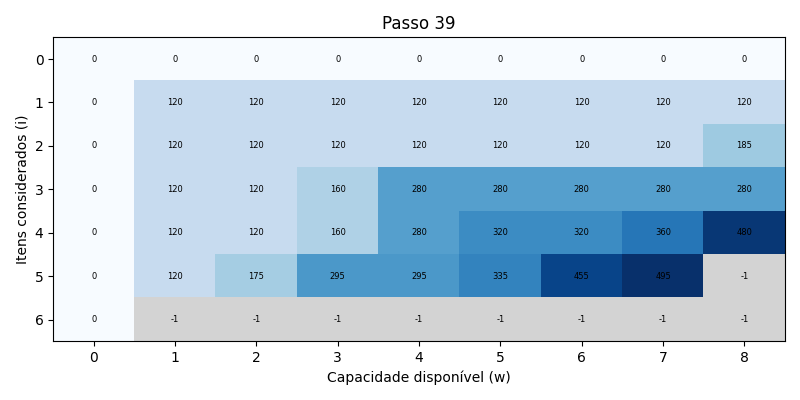 Passo 39
Itens considerados (i)
0 0 0 0 0 0 0 0 0 0
1 0 120 120 120 120 120 120 120 120
2 0 120 120 120 120 120 120 120 185
3 0 120 120 160 280 280 280 280 280
4 0 120 120 160 280 320 320 360 480
5 0 120 175 295 295 335 455 495 -1
6 0 -1 -1 -1 -1 -1 -1 -1 -1
0 1 2 3 4 5 6 7 8
Capacidade disponível (w)